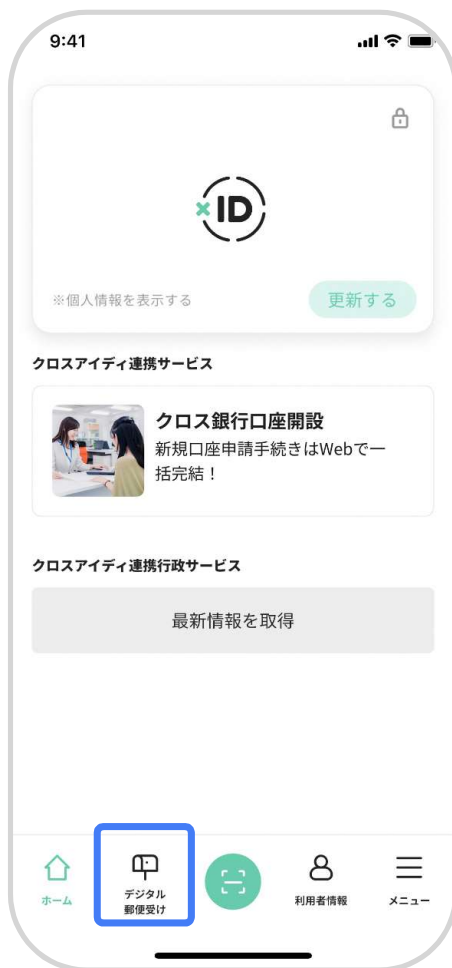 9:41
×ID
※個人情報を表示する
更新する
クロスアイディ連携サービス
クロス銀行口座開設
新規口座申請手続きはWebで一
括完結！
クロスアイディ連携行政サービス
最新情報を取得
ホーム
デジタル
郵便受け
利用者情報
メニュー